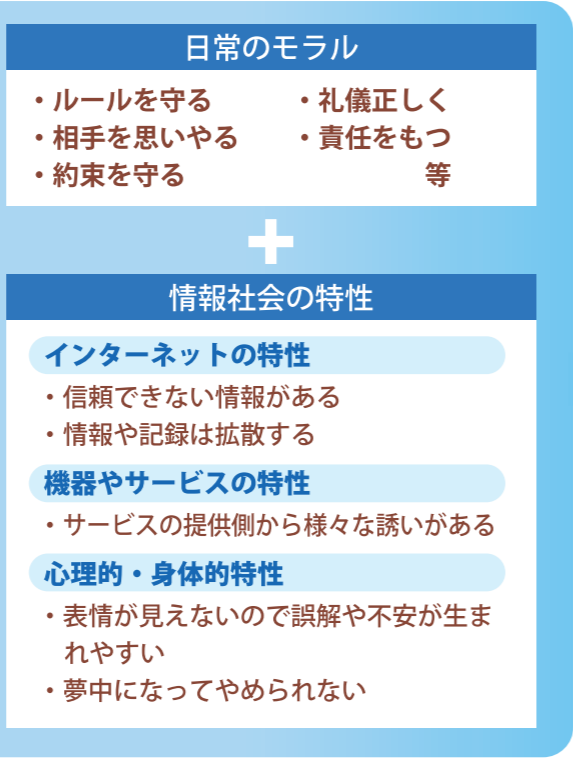 日常のモラル
・ルールを守る
・相手を思いやる
・約束を守る
・礼儀正しく
・責任をもつ
等
+
情報社会の特性
インターネットの特性
・信頼できない情報がある
・情報や記録は拡散する
機器やサービスの特性
・サービスの提供側から様々な誘いがある
心理的・身体的特性
・表情が見えないので誤解や不安が生ま
れやすい
・夢中になってやめられない